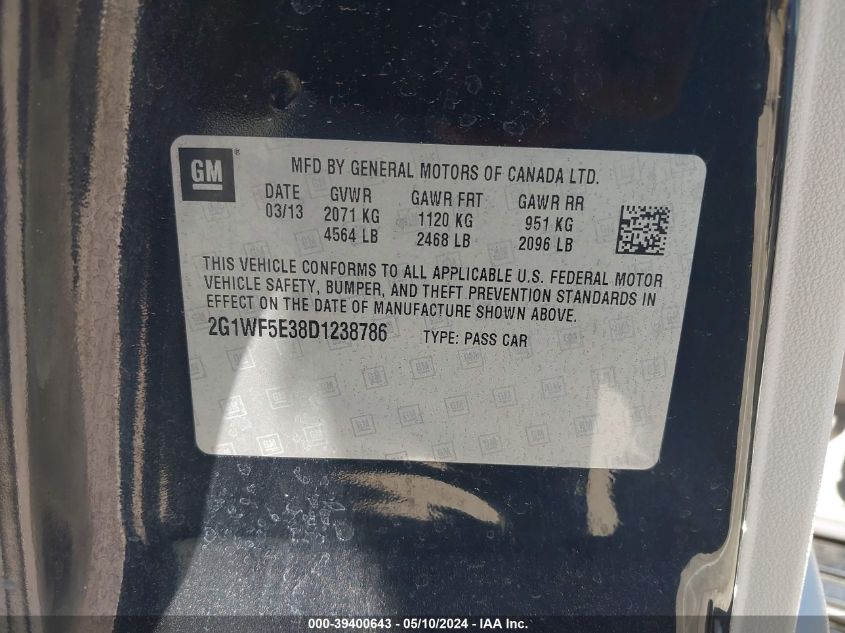 GM ® MFD BY GENERAL MOTORS OF CANADA LTD.
DATE GVWR GAWR FRT GAWR RR
03/13 2071 KG 1120 KG 951 KG
4564 LB 2468 LB 2096 LB
THIS VEHICLE CONFORMS TO ALL APPLICABLE U.S. FEDERAL MOTOR
VEHICLE SAFETY, BUMPER, AND THEFT PREVENTION STANDARDS IN
EFFECT ON THE DATE OF MANUFACTURE SHOWN ABOVE.
2G1WF5E38D1238786 TYPE: PASS CAR
000-39400643 - 05/10/2024 - IAA Inc.